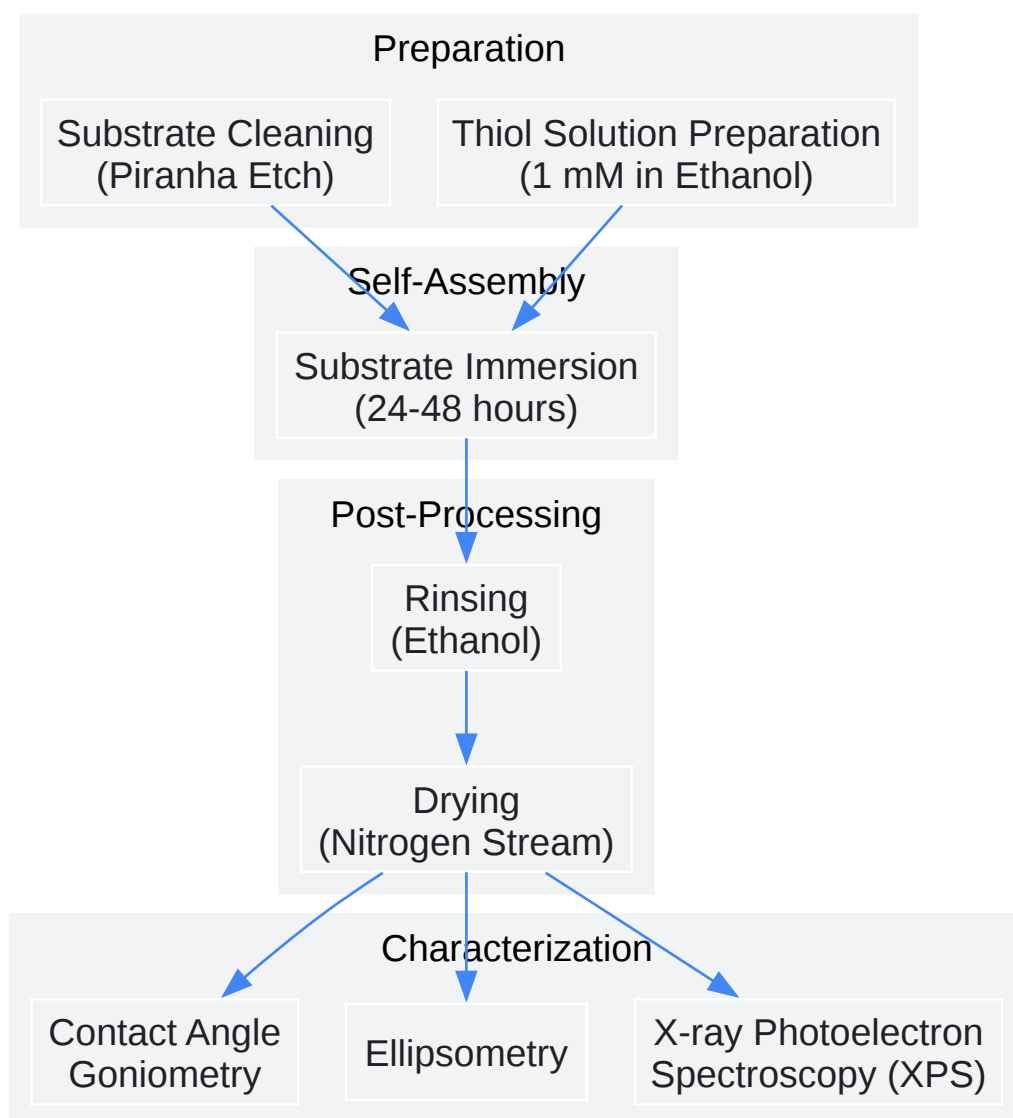 Preparation
Substrate Cleaning
(Piranha Etch)
Thiol Solution Preparation
(1 mM in Ethanol)
Self-Assembly
Substrate Immersion
(24-48 hours)
Post-Processing
Rinsing
(Ethanol)
Drying
(Nitrogen Stream)
Characterization
Contact Angle
Goniometry
Ellipsometry
X-ray Photoelectron
Spectroscopy (XPS)